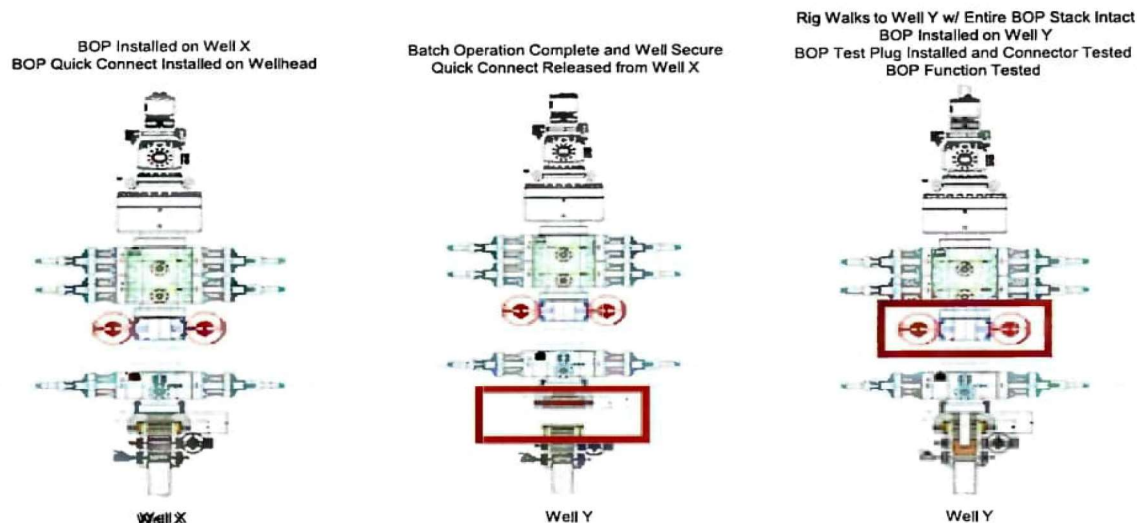 BOP Installed on Well X
BOP Quick Connect Installed on Wellhead
Batch Operation Complete and Well Secure
Quick Connect Released from Well X
Rig Walks to Well Y w/ Entire BOP Stack Intact
BOP Installed on Well Y
BOP Test Plug Installed and Connector Tested
BOP Function Tested
Well X
Well Y
Well Y